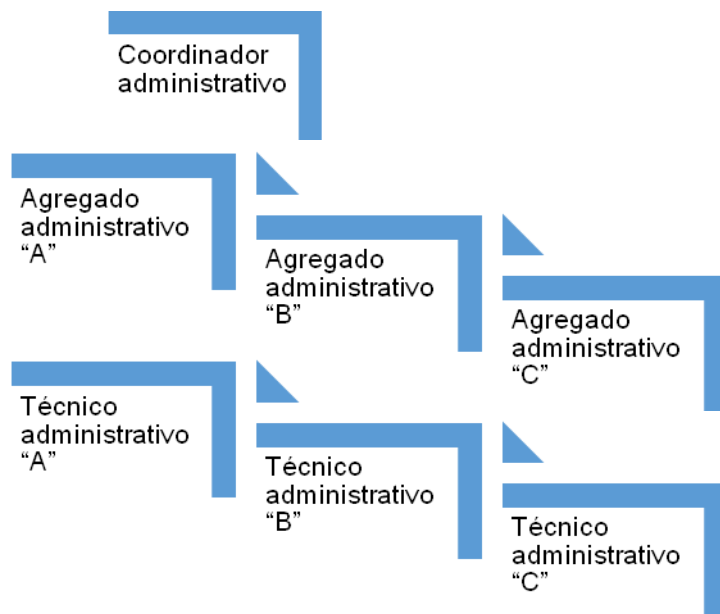 Coordinador
administrativo
Agregado
administrativo
“A”
Agregado
administrativo
“B”
Agregado
administrativo
“C”
Técnico
administrativo
“A”
Técnico
administrativo
“B”
Técnico
administrativo
“C”